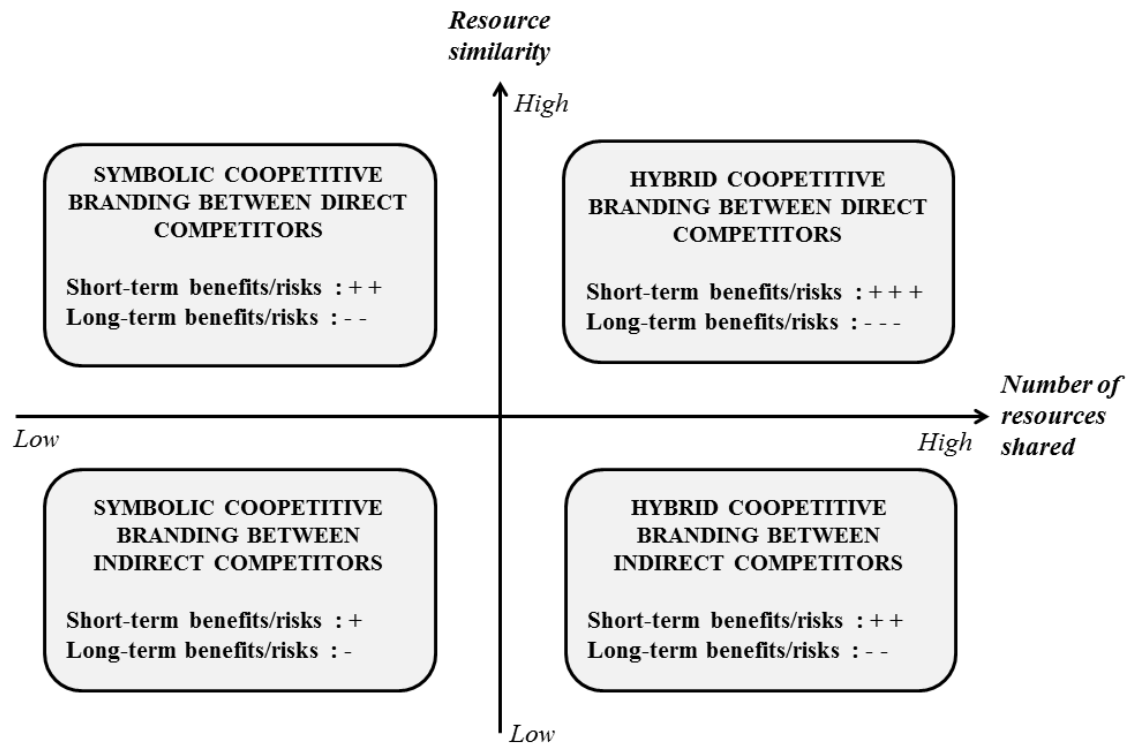 Resource
similarity
High
SYMBOLIC COOPETITIVE
BRANDING BETWEEN DIRECT
COMPETITORS
Short-term benefits/risks : + +
Long-term benefits/risks : - -
HYBRID COOPETITIVE
BRANDING BETWEEN DIRECT
COMPETITORS
Short-term benefits/risks : + + +
Long-term benefits/risks : - - -
Number of
resources
shared
Low
High
SYMBOLIC COOPETITIVE
BRANDING BETWEEN
INDIRECT COMPETITORS
Short-term benefits/risks : +
Long-term benefits/risks : -
HYBRID COOPETITIVE
BRANDING BETWEEN
INDIRECT COMPETITORS
Short-term benefits/risks : + +
Long-term benefits/risks : - -
Low